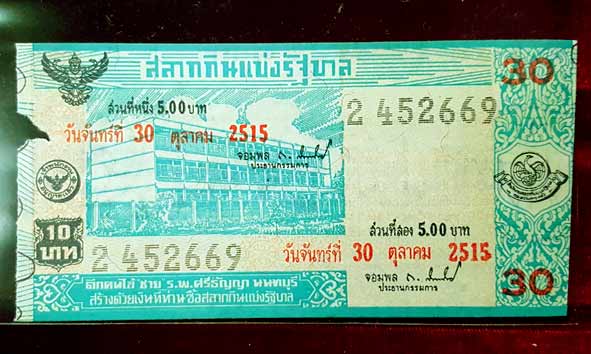 สลากกินแบ่งรัฐบาล
30
ส่วนที่หนึ่ง 5.00 บาท
2 452669
วันจันทร์ที่ 30 ตุลาคม 2515
จอมพล
ประธานกรรมการ
ส่วนที่สอง 5.00 บาท
10
บาท
2 452669
วันจันทร์ที่ 30 ตุลาคม 2515
จอมพล
ประธานกรรมการ
30
ตึกคนไข้ ชาย ร.พ.ศรีธัญญา นนทบุรี
สร้างด้วยเงินที่ท่านซื้อสลากกินแบ่งรัฐบาล